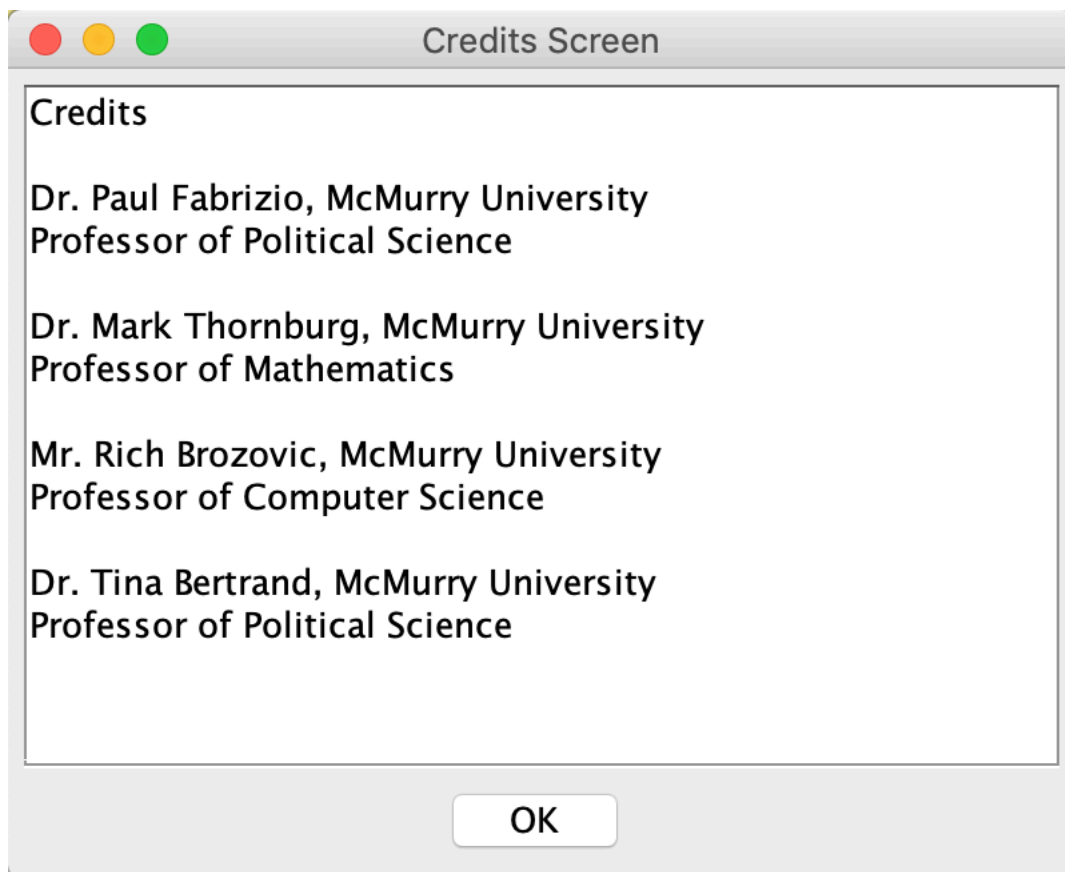 Credits Screen
Credits
Dr. Paul Fabrizio, McMurry University
Professor of Political Science
Dr. Mark Thornburg, McMurry University
Professor of Mathematics
Mr. Rich Brozovic, McMurry University
Professor of Computer Science
Dr. Tina Bertrand, McMurry University
Professor of Political Science
OK